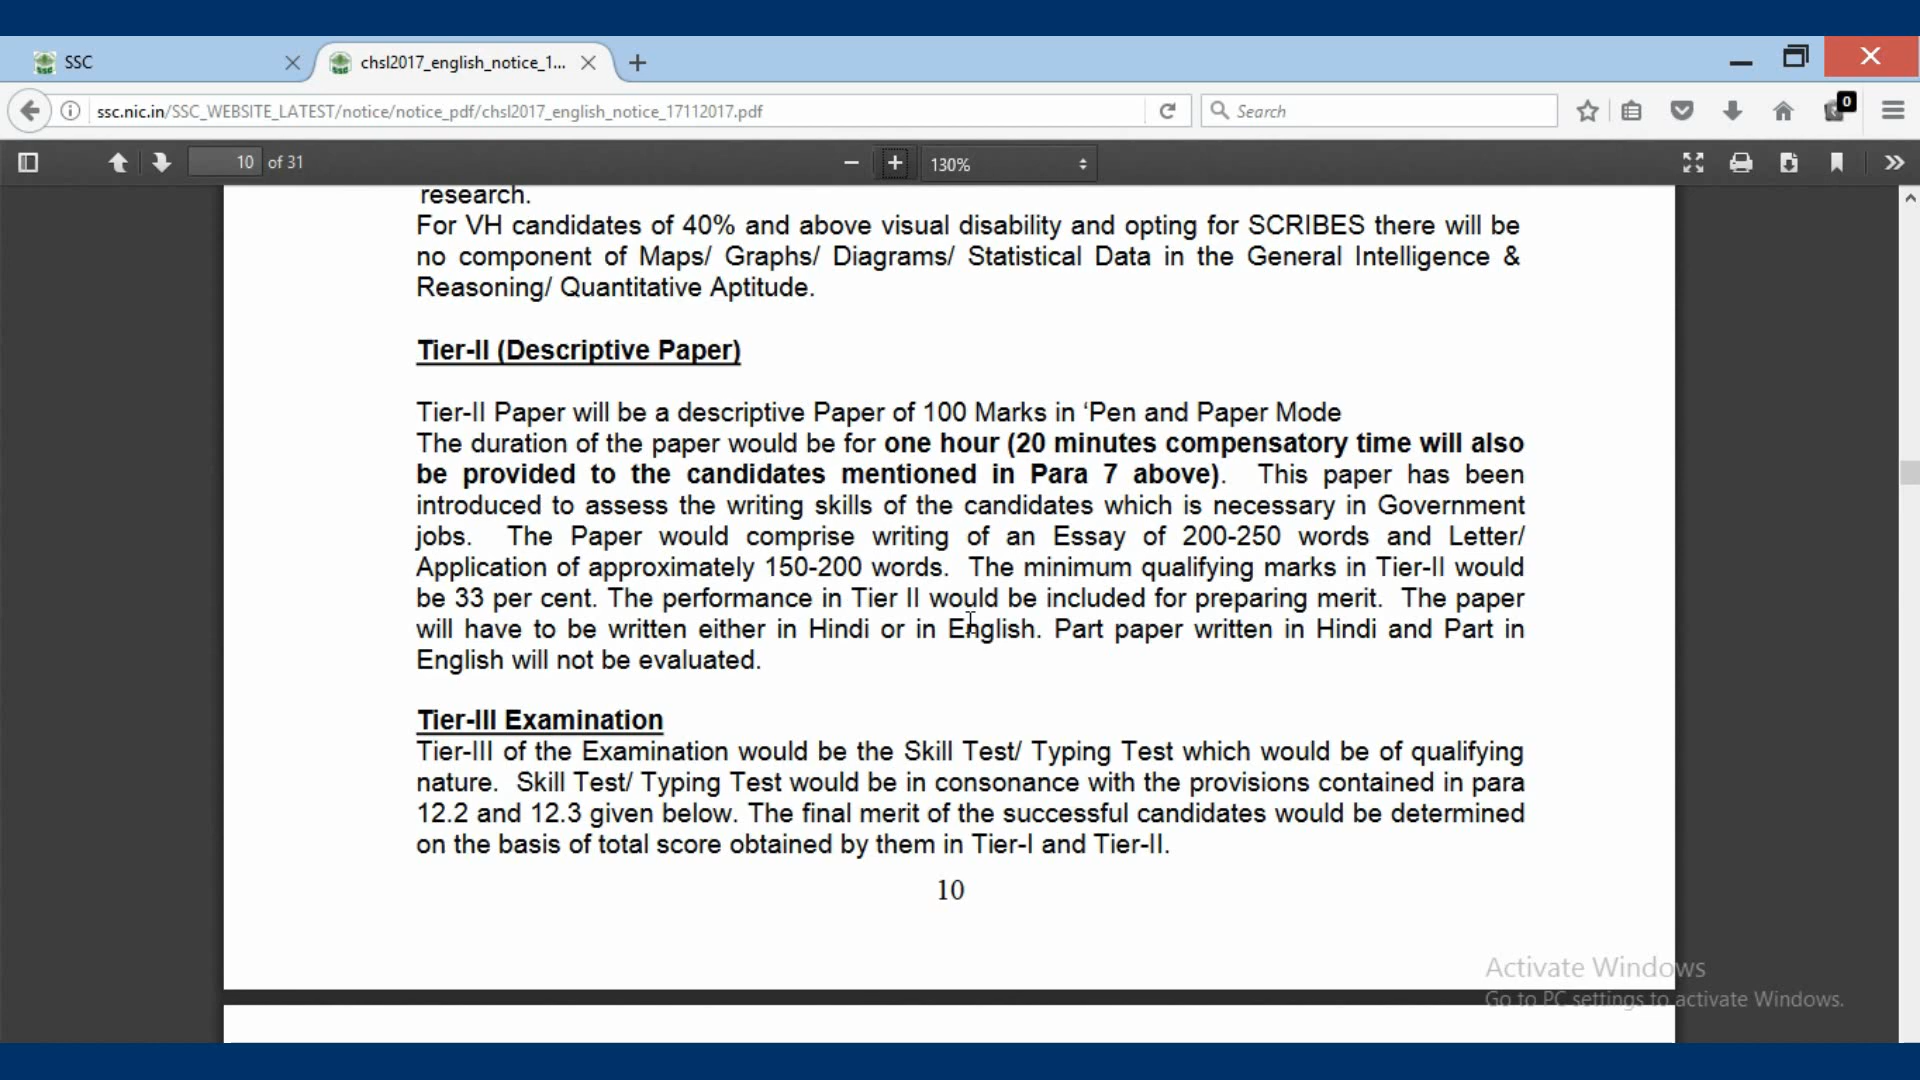 SSC
chsl2017_english_notice_1...
ssc.nic.in/SSC_WEBSITE_LATEST/notice/notice_pdf/chsl2017_english_notice_17112017.pdf
Search
0
10 of 31
130%
research.
For VH candidates of 40% and above visual disability and opting for SCRIBES there will be
no component of Maps/ Graphs/ Diagrams/ Statistical Data in the General Intelligence &
Reasoning/ Quantitative Aptitude.
Tier-II (Descriptive Paper)
Tier-II Paper will be a descriptive Paper of 100 Marks in ‘Pen and Paper Mode
The duration of the paper would be for one hour (20 minutes compensatory time will also
be provided to the candidates mentioned in Para 7 above). This paper has been
introduced to assess the writing skills of the candidates which is necessary in Government
jobs. The Paper would comprise writing of an Essay of 200-250 words and Letter/
Application of approximately 150-200 words. The minimum qualifying marks in Tier-II would
be 33 per cent. The performance in Tier II would be included for preparing merit. The paper
will have to be written either in Hindi or in English. Part paper written in Hindi and Part in
English will not be evaluated.
Tier-III Examination
Tier-III of the Examination would be the Skill Test/ Typing Test which would be of qualifying
nature. Skill Test/ Typing Test would be in consonance with the provisions contained in para
12.2 and 12.3 given below. The final merit of the successful candidates would be determined
on the basis of total score obtained by them in Tier-I and Tier-II.
10
Activate Windows
Go to PC settings to activate Windows.